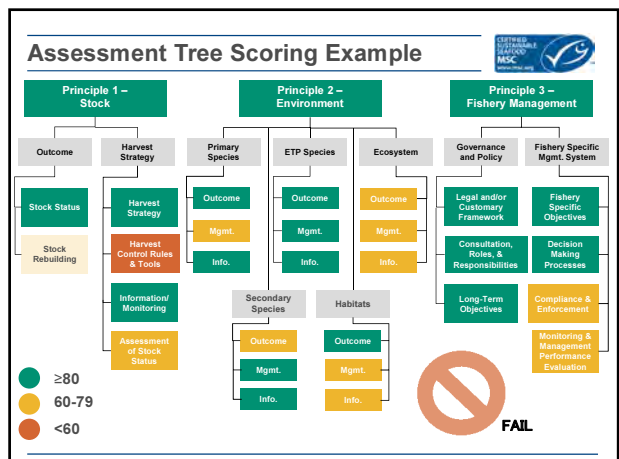 Assessment Tree Scoring Example
CERTIFIED
SUSTAINABLE
SEAFOOD
MSC
www.msc.org
Principle 1 –
Stock
Principle 2 –
Environment
Principle 3 –
Fishery Management
Outcome
Harvest
Strategy
Primary
Species
ETP Species
Ecosystem
Governance
and Policy
Fishery Specific
Mgmt. System
Stock Status
Stock
Rebuilding
Harvest
Strategy
Harvest
Control Rules
& Tools
Information/
Monitoring
Assessment
of Stock
Status
Outcome
Mgmt.
Info.
Outcome
Mgmt.
Info.
Outcome
Mgmt.
Info.
Legal and/or
Customary
Framework
Consultation,
Roles, &
Responsibilities
Long-Term
Objectives
Fishery
Specific
Objectives
Decision
Making
Processes
Compliance &
Enforcement
Monitoring &
Management
Performance
Evaluation
Secondary
Species
Habitats
Outcome
Mgmt.
Info.
Outcome
Mgmt.
Info.
≥80
60-79
<60
FAIL